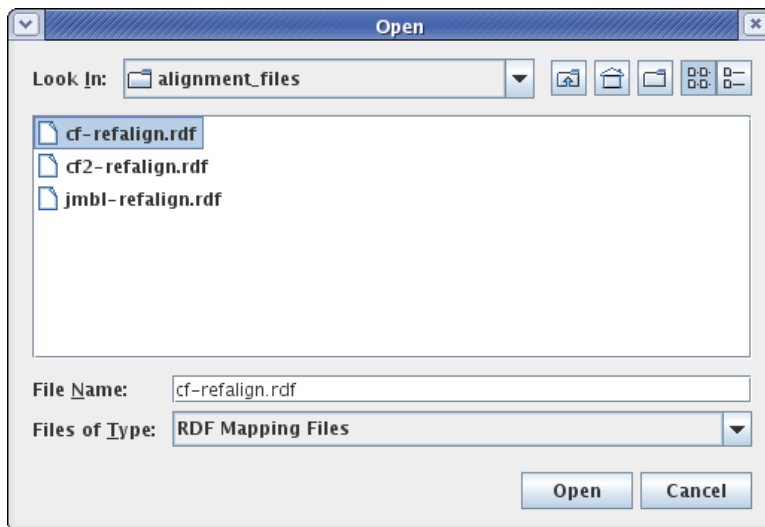 Open
Look In: alignment_files
cf-refalign.rdf
cf2-refalign.rdf
jmbl-refalign.rdf
File Name: cf-refalign.rdf
Files of Type: RDF Mapping Files
Open Cancel